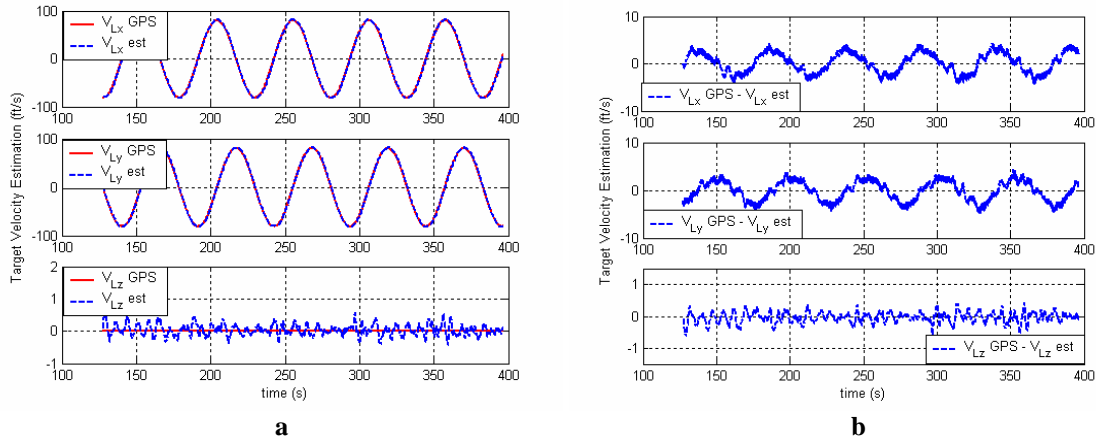 Target Velocity Estimation (ft/s)
100
0
-100
V_Lx GPS
V_Lx est
100 150 200 250 300 350 400
100
0
-100
V_Ly GPS
V_Ly est
100 150 200 250 300 350 400
2
1
0
-1
V_Lz GPS
V_Lz est
100 150 200 250 300 350 400
time (s)
a
Target Velocity Estimation (ft/s)
10
0
-10
V_Lx GPS - V_Lx est
100 150 200 250 300 350 400
10
0
-10
V_Ly GPS - V_Ly est
100 150 200 250 300 350 400
1
0
-1
V_Lz GPS - V_Lz est
100 150 200 250 300 350 400
time (s)
b